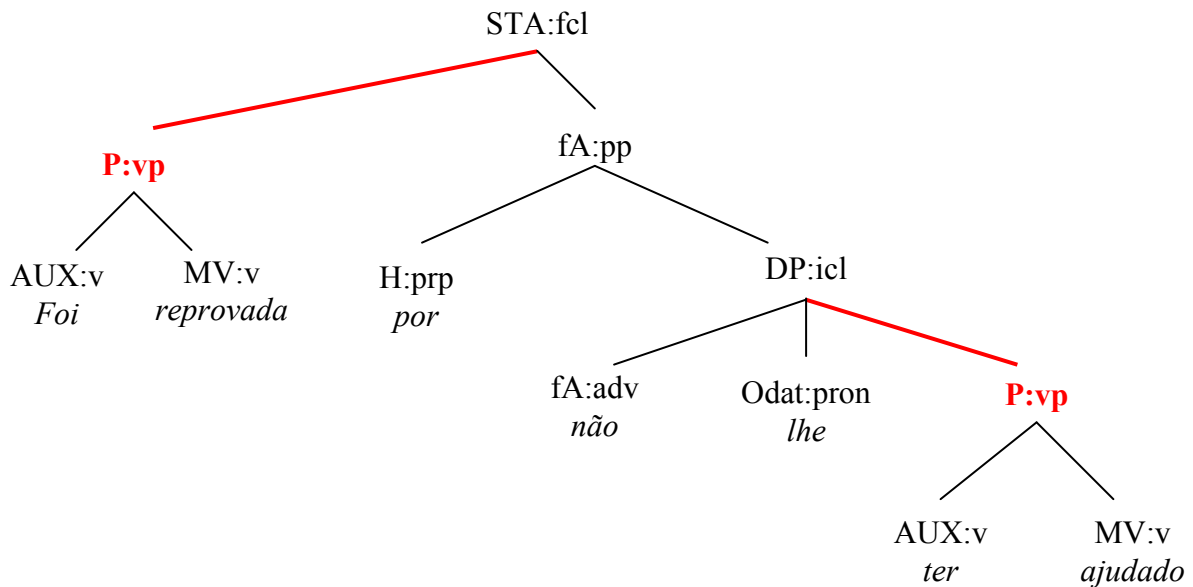 STA:fcl
P:vp
fA:pp
AUX:v
Foi
MV:v
reprovada
H:prp
por
DP:icl
fA:adv
não
Odat:pron
lhe
P:vp
AUX:v
ter
MV:v
ajudado